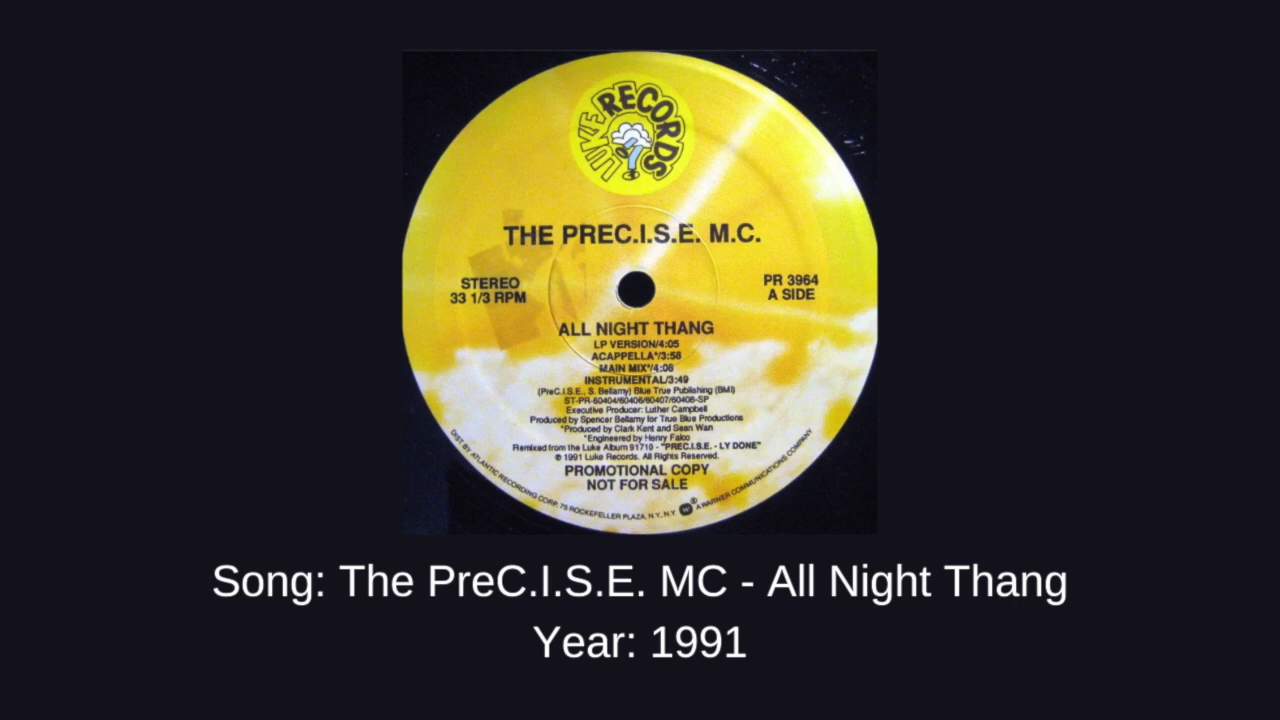 LUKE RECORDS
THE PREC.I.S.E. M.C.
STEREO
33 1/3 RPM
PR 3964
A SIDE
ALL NIGHT THANG
LP VERSION/4:05
ACAPPELLA*/3:58
MAIN MIX*/4:08
INSTRUMENTAL/3:49
(PreC.I.S.E., S. Bellamy) Blue True Publishing (BMI)
ST-PR-60404/60406/60407/60408-SP
Executive Producer: Luther Campbell
Produced by Spencer Bellamy for True Blue Productions
*Produced by Clark Kent and Sean Wan
*Engineered by Henry Falco
Remixed from the Luke Album 91710 - "PREC.I.S.E. - LY DONE"
℗ 1991 Luke Records. All Rights Reserved.
PROMOTIONAL COPY
NOT FOR SALE
DIST. BY ATLANTIC RECORDING CORP. 75 ROCKEFELLER PLAZA, N.Y., N.Y. ® A WARNER COMMUNICATIONS COMPANY
Song: The PreC.I.S.E. MC - All Night Thang
Year: 1991